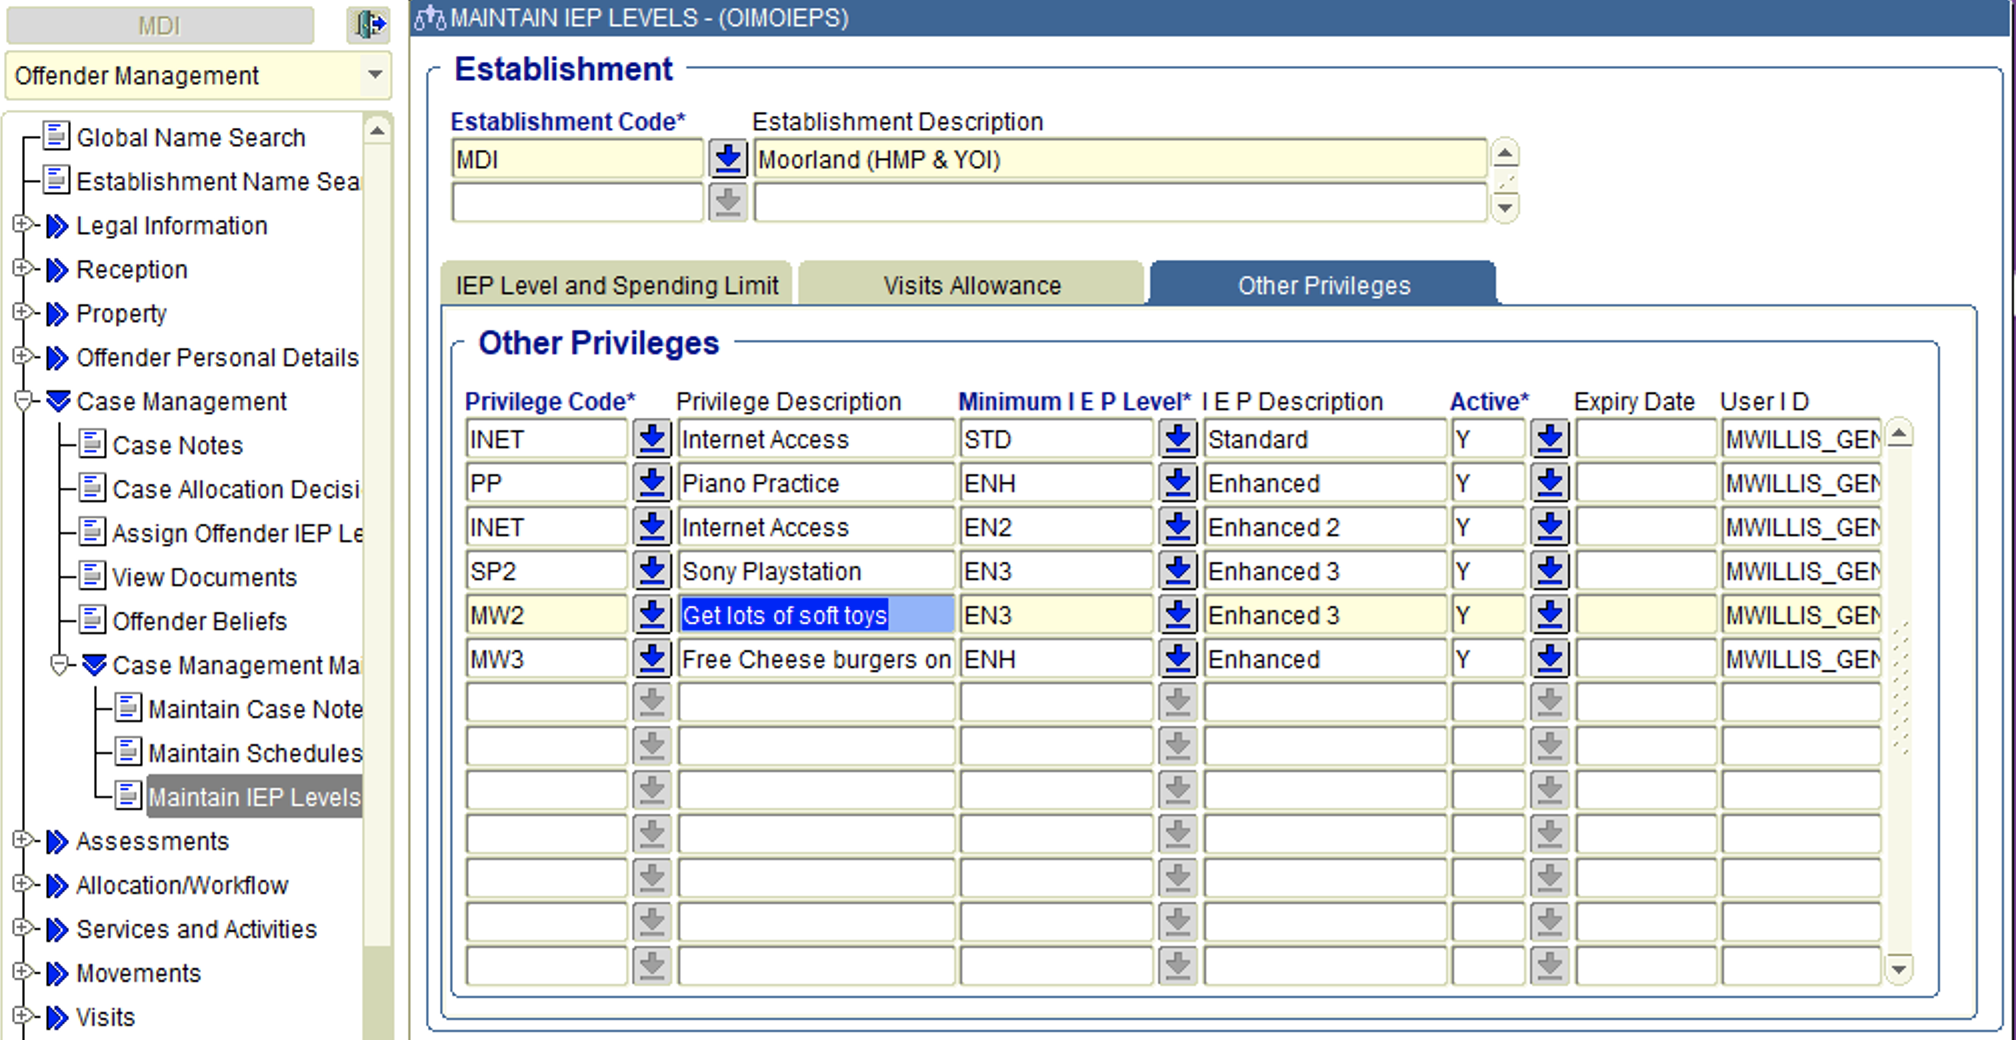 MDI
Offender Management
Global Name Search
Establishment Name Sea
Legal Information
Reception
Property
Offender Personal Details
Case Management
Case Notes
Case Allocation Decisi
Assign Offender IEP Le
View Documents
Offender Beliefs
Case Management Mai
Maintain Case Note
Maintain Schedules
Maintain IEP Levels
Assessments
Allocation/Workflow
Services and Activities
Movements
Visits
MAINTAIN IEP LEVELS - (OIMOIEPS)
Establishment
Establishment Code* Establishment Description
MDI Moorland (HMP & YOI)
IEP Level and Spending Limit Visits Allowance Other Privileges
Other Privileges
Privilege Code* Privilege Description Minimum I E P Level* I E P Description Active* Expiry Date User I D
INET Internet Access STD Standard Y MWILLIS_GEN
PP Piano Practice ENH Enhanced Y MWILLIS_GEN
INET Internet Access EN2 Enhanced 2 Y MWILLIS_GEN
SP2 Sony Playstation EN3 Enhanced 3 Y MWILLIS_GEN
MW2 Get lots of soft toys EN3 Enhanced 3 Y MWILLIS_GEN
MW3 Free Cheese burgers on ENH Enhanced Y MWILLIS_GEN